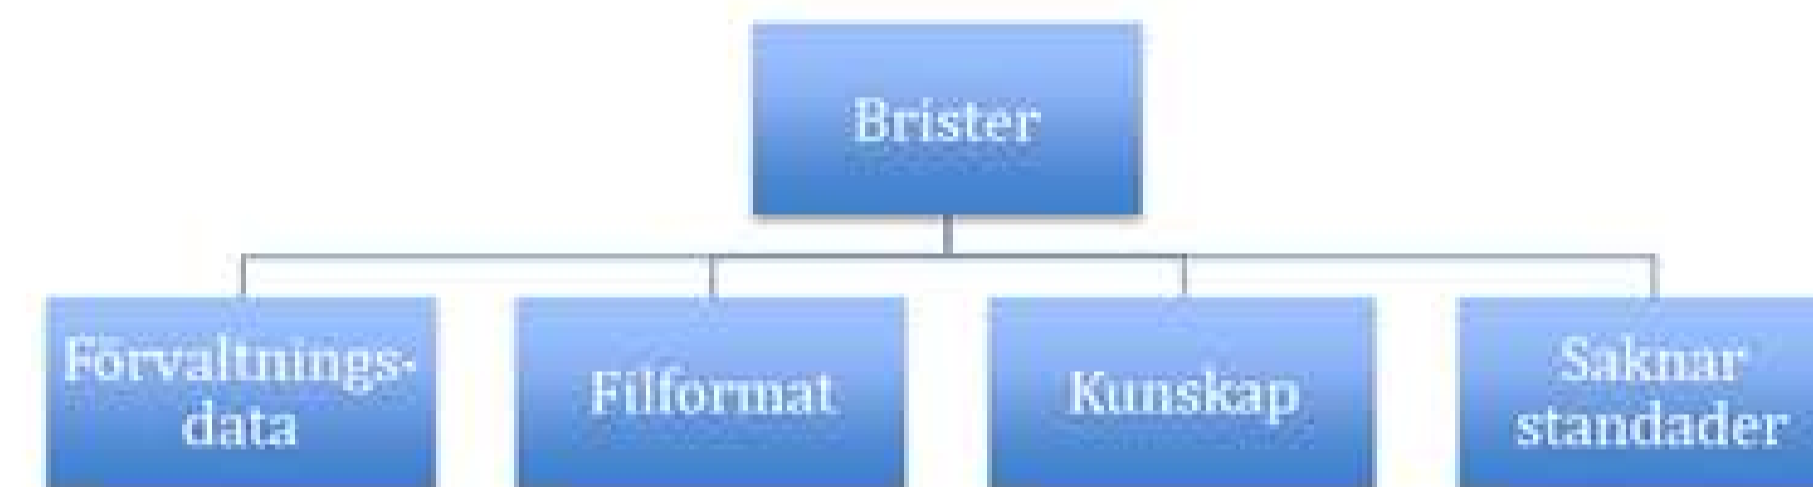 Brister
Förvaltnings-
data
Filformat
Kunskap
Saknar
standader